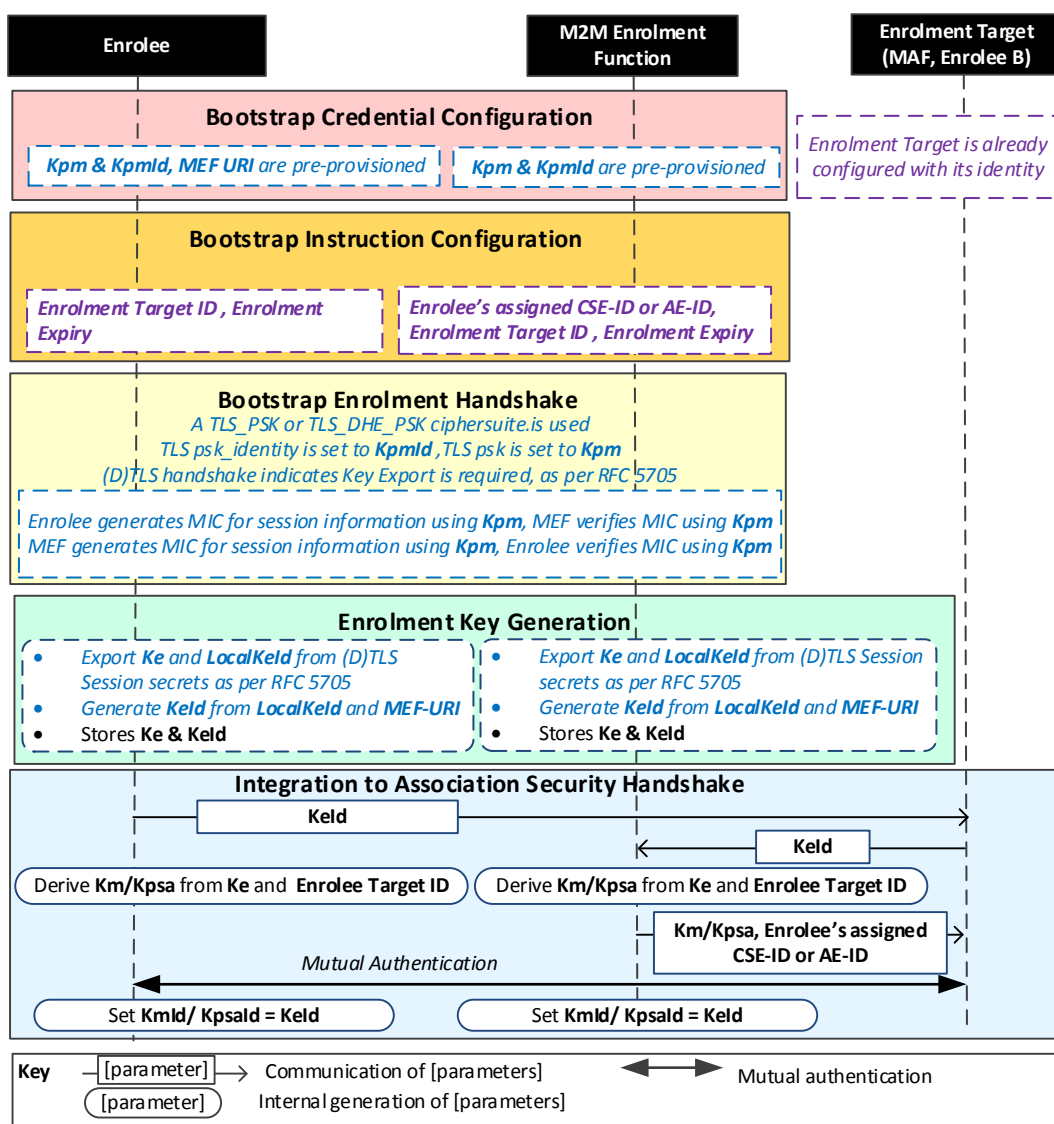 Enrolee
M2M Enrolment
Function
Enrolment Target
(MAF, Enrolee B)
Bootstrap Credential Configuration
Kpm & KpmId, MEF URI are pre-provisioned
Kpm & KpmId are pre-provisioned
Enrolment Target is already
configured with its identity
Bootstrap Instruction Configuration
Enrolment Target ID , Enrolment
Expiry
Enrolee’s assigned CSE-ID or AE-ID,
Enrolment Target ID , Enrolment Expiry
Bootstrap Enrolment Handshake
A TLS_PSK or TLS_DHE_PSK ciphersuite.is used
TLS psk_identity is set to KpmId ,TLS psk is set to Kpm
(D)TLS handshake indicates Key Export is required, as per RFC 5705
Enrolee generates MIC for session information using Kpm, MEF verifies MIC using Kpm
MEF generates MIC for session information using Kpm, Enrolee verifies MIC using Kpm
Enrolment Key Generation
• Export Ke and LocalKeId from (D)TLS
Session secrets as per RFC 5705
• Generate KeId from LocalKeId and MEF-URI
• Stores Ke & KeId
• Export Ke and LocalKeId from (D)TLS Session
secrets as per RFC 5705
• Generate KeId from LocalKeId and MEF-URI
• Stores Ke & KeId
Integration to Association Security Handshake
KeId
KeId
Derive Km/Kpsa from Ke and Enrolee Target ID
Derive Km/Kpsa from Ke and Enrolee Target ID
Km/Kpsa, Enrolee’s assigned
CSE-ID or AE-ID
Mutual Authentication
Set KmId/ KpsaId = KeId
Set KmId/ KpsaId = KeId
Key
[parameter]
Communication of [parameters]
Mutual authentication
[parameter]
Internal generation of [parameters]